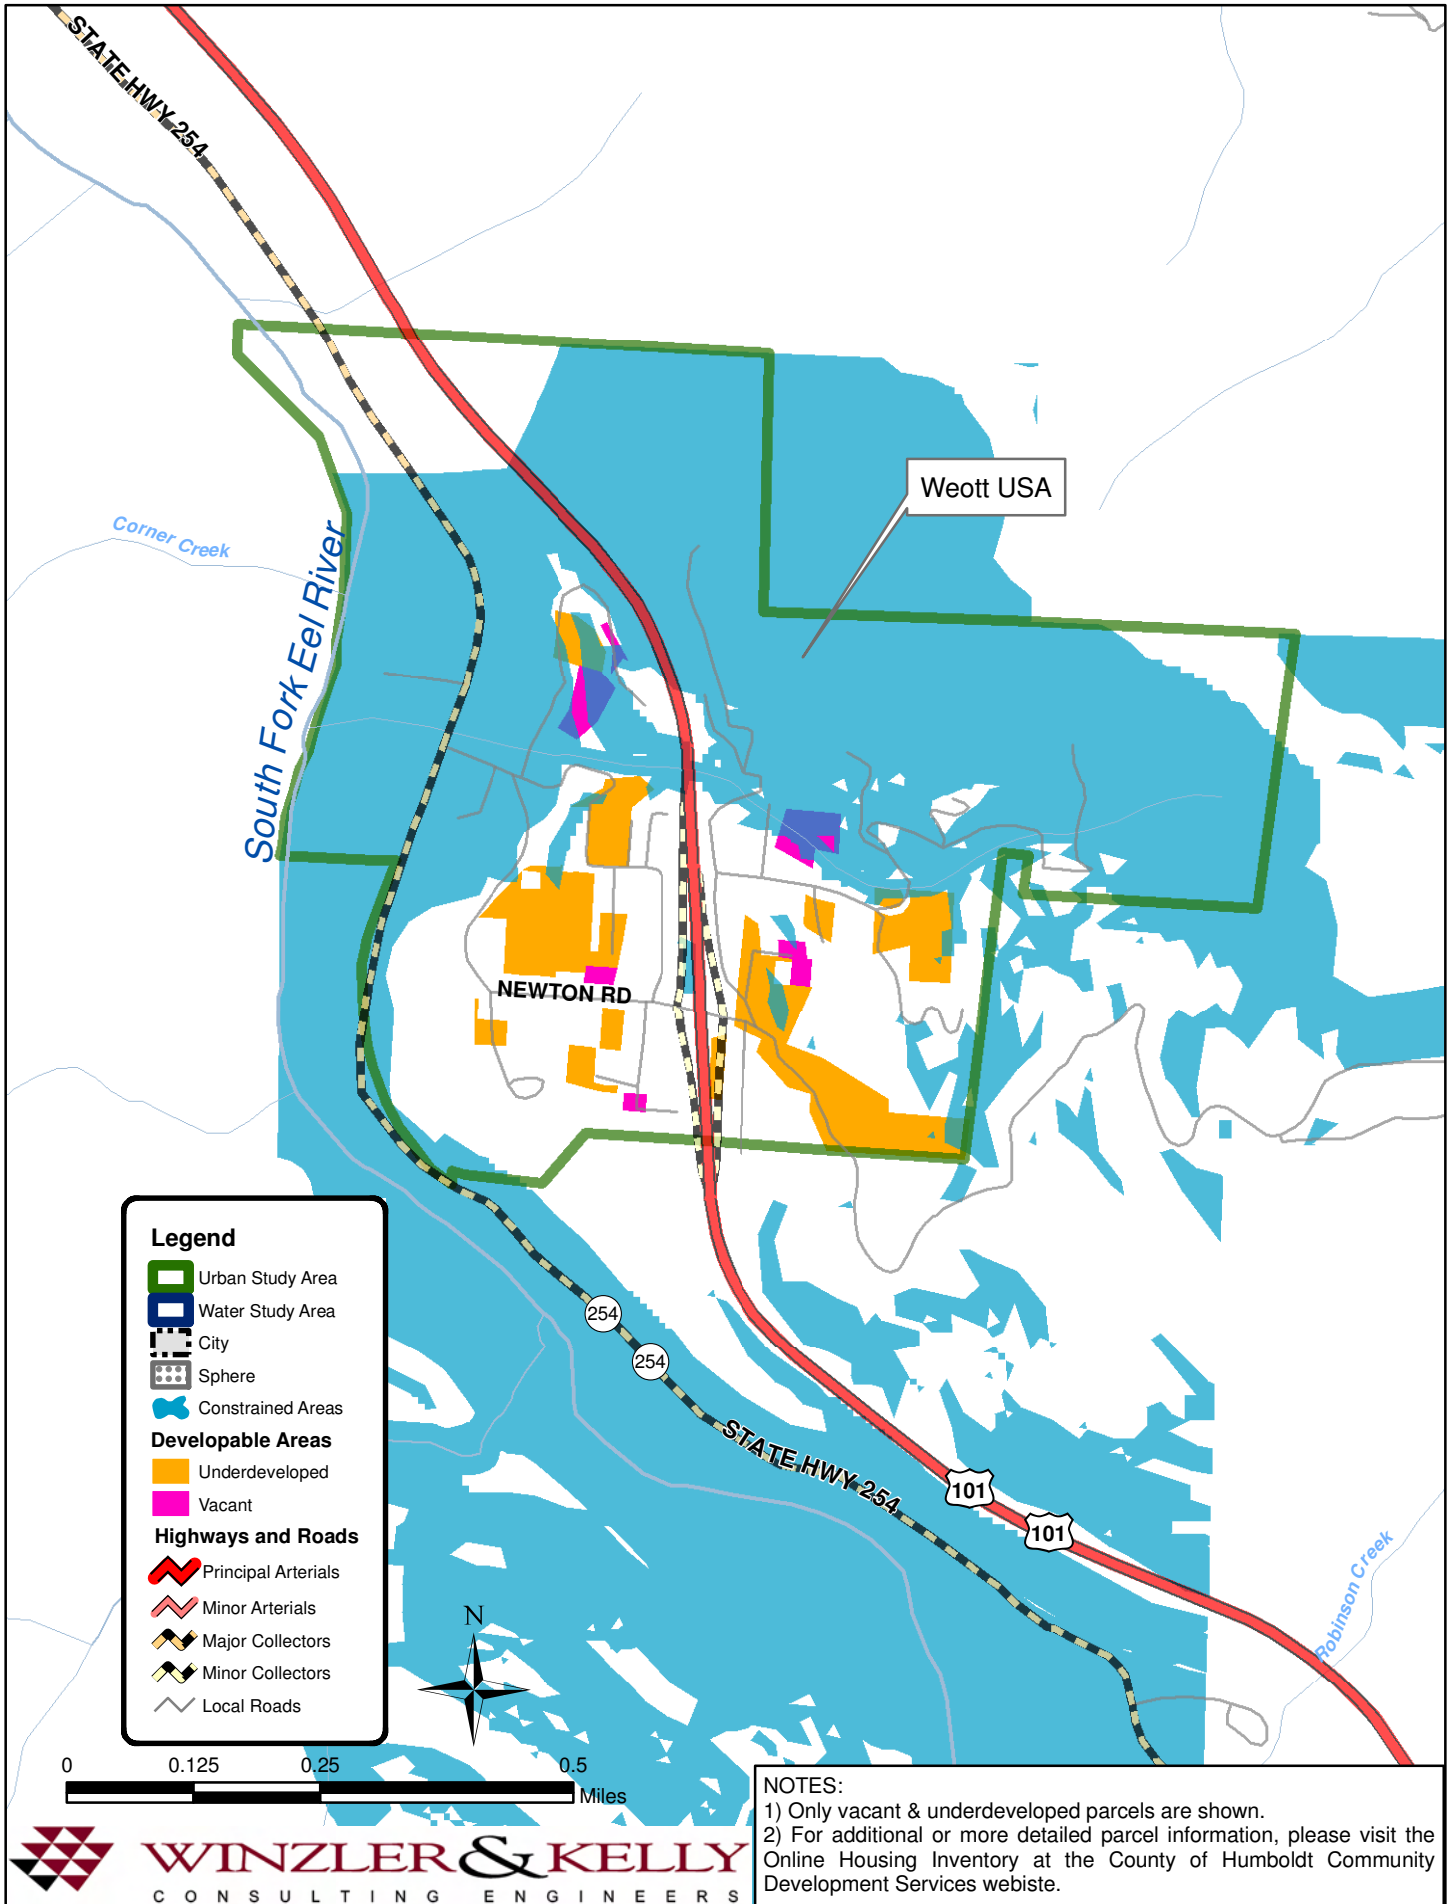 STATE HWY 254
Weott USA
Corner Creek
South Fork Eel River
NEWTON RD
254
254
STATE HWY 254
101
101
Robinson Creek
Legend
Urban Study Area
Water Study Area
City
Sphere
Constrained Areas
Developable Areas
Underdeveloped
Vacant
Highways and Roads
Principal Arterials
Minor Arterials
Major Collectors
Minor Collectors
Local Roads
N
0 0.125 0.25 0.5
Miles
WINZLER & KELLY
CONSULTING ENGINEERS
NOTES:
1) Only vacant & underdeveloped parcels are shown.
2) For additional or more detailed parcel information, please visit the
Online Housing Inventory at the County of Humboldt Community
Development Services webiste.